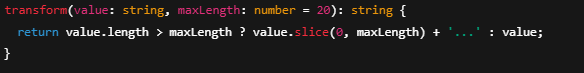 transform(value: string, maxLength: number = 20): string {
  return value.length > maxLength ? value.slice(0, maxLength) + '...' : value;
}